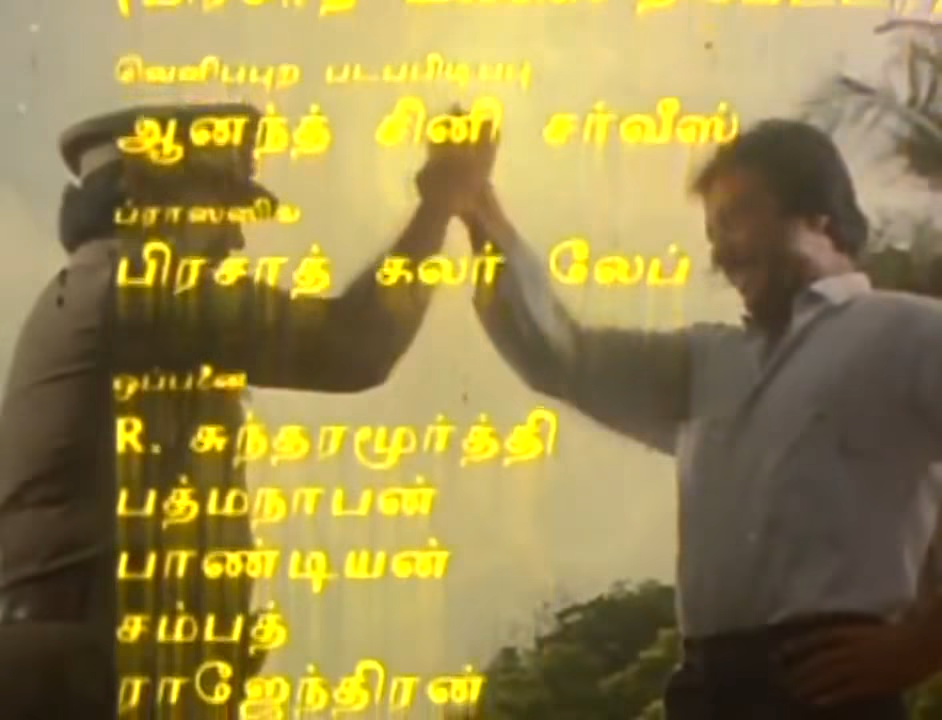 வெளிப்புற படப்பிடிப்பு
ஆனந்த் சினி சர்வீஸ்
ப்ராஸஸிங்
பிரசாத் கலர் லேப்
ஒப்பனை
R. சுந்தரமூர்த்தி
பத்மநாபன்
பாண்டியன்
சம்பத்
ராஜேந்திரன்